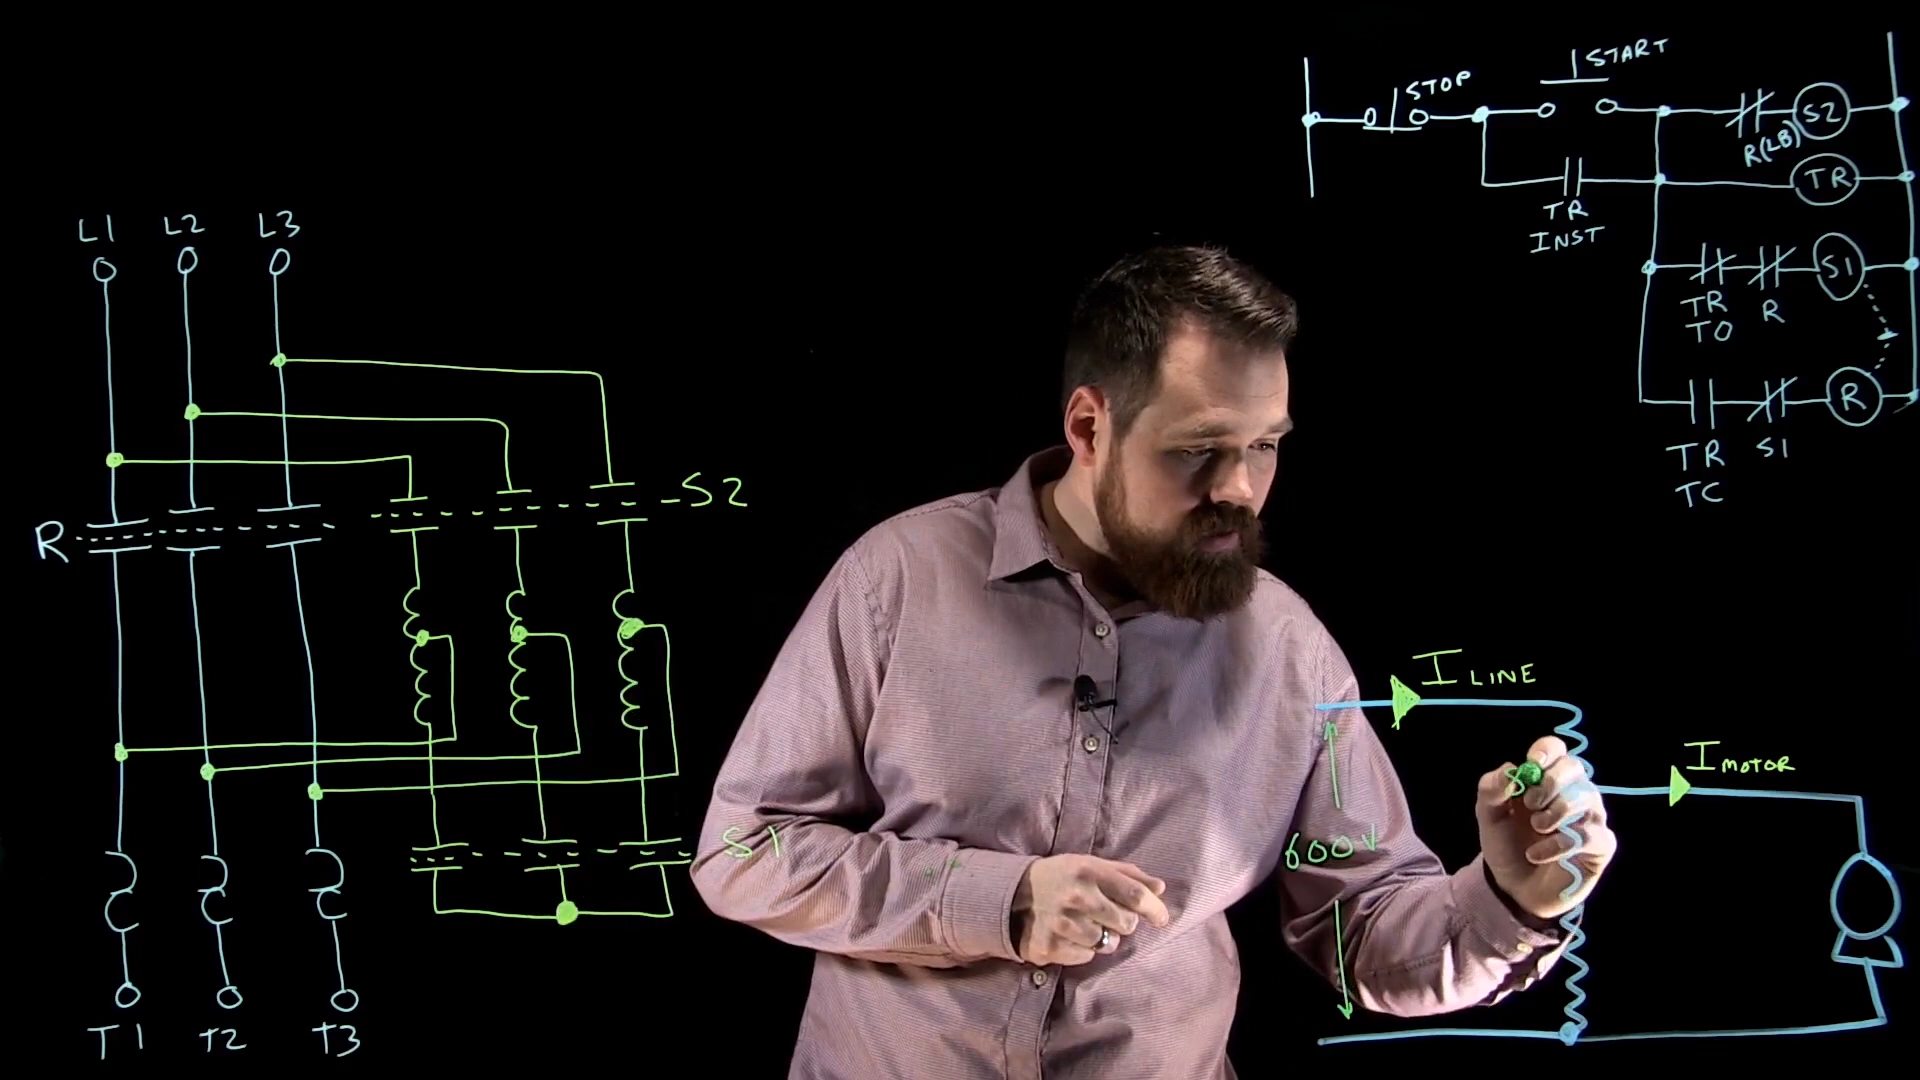 L1 L2 L3
R
-S2
S1
T1 T2 T3
STOP
START
R(LB)
S2
TR
TR
INST
S1
TR R
TO
R
TR S1
TC
I LINE
I MOTOR
600V
8